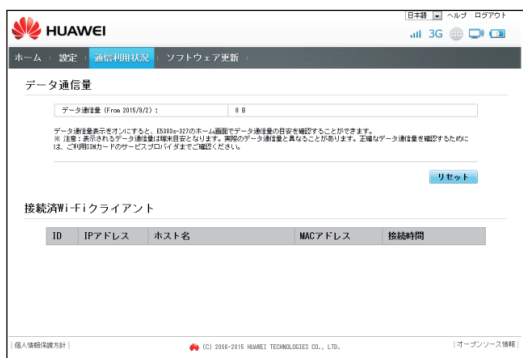 日本語 ヘルプ ログアウト
HUAWEI
3G
ホーム 設定 通信利用状況 ソフトウェア更新
データ通信量
データ通信量 (From 2015/9/2) : 0 B
データ通信量表示をオンにすると、E5383s-327のホーム画面でデータ通信量の目安を確認することができます。
※ 注意：表示されるデータ通信量は端末目安となります。実際のデータ通信量と異なることがあります。正確なデータ通信量を確認するために
は、ご利用SIMカードのサービスプロバイダまでご確認ください。
リセット
接続済Wi-Fiクライアント
ID IPアドレス ホスト名 MACアドレス 接続時間
個人情報保護方針 (C) 2006-2015 HUAWEI TECHNOLOGIES CO., LTD. オープンソース情報